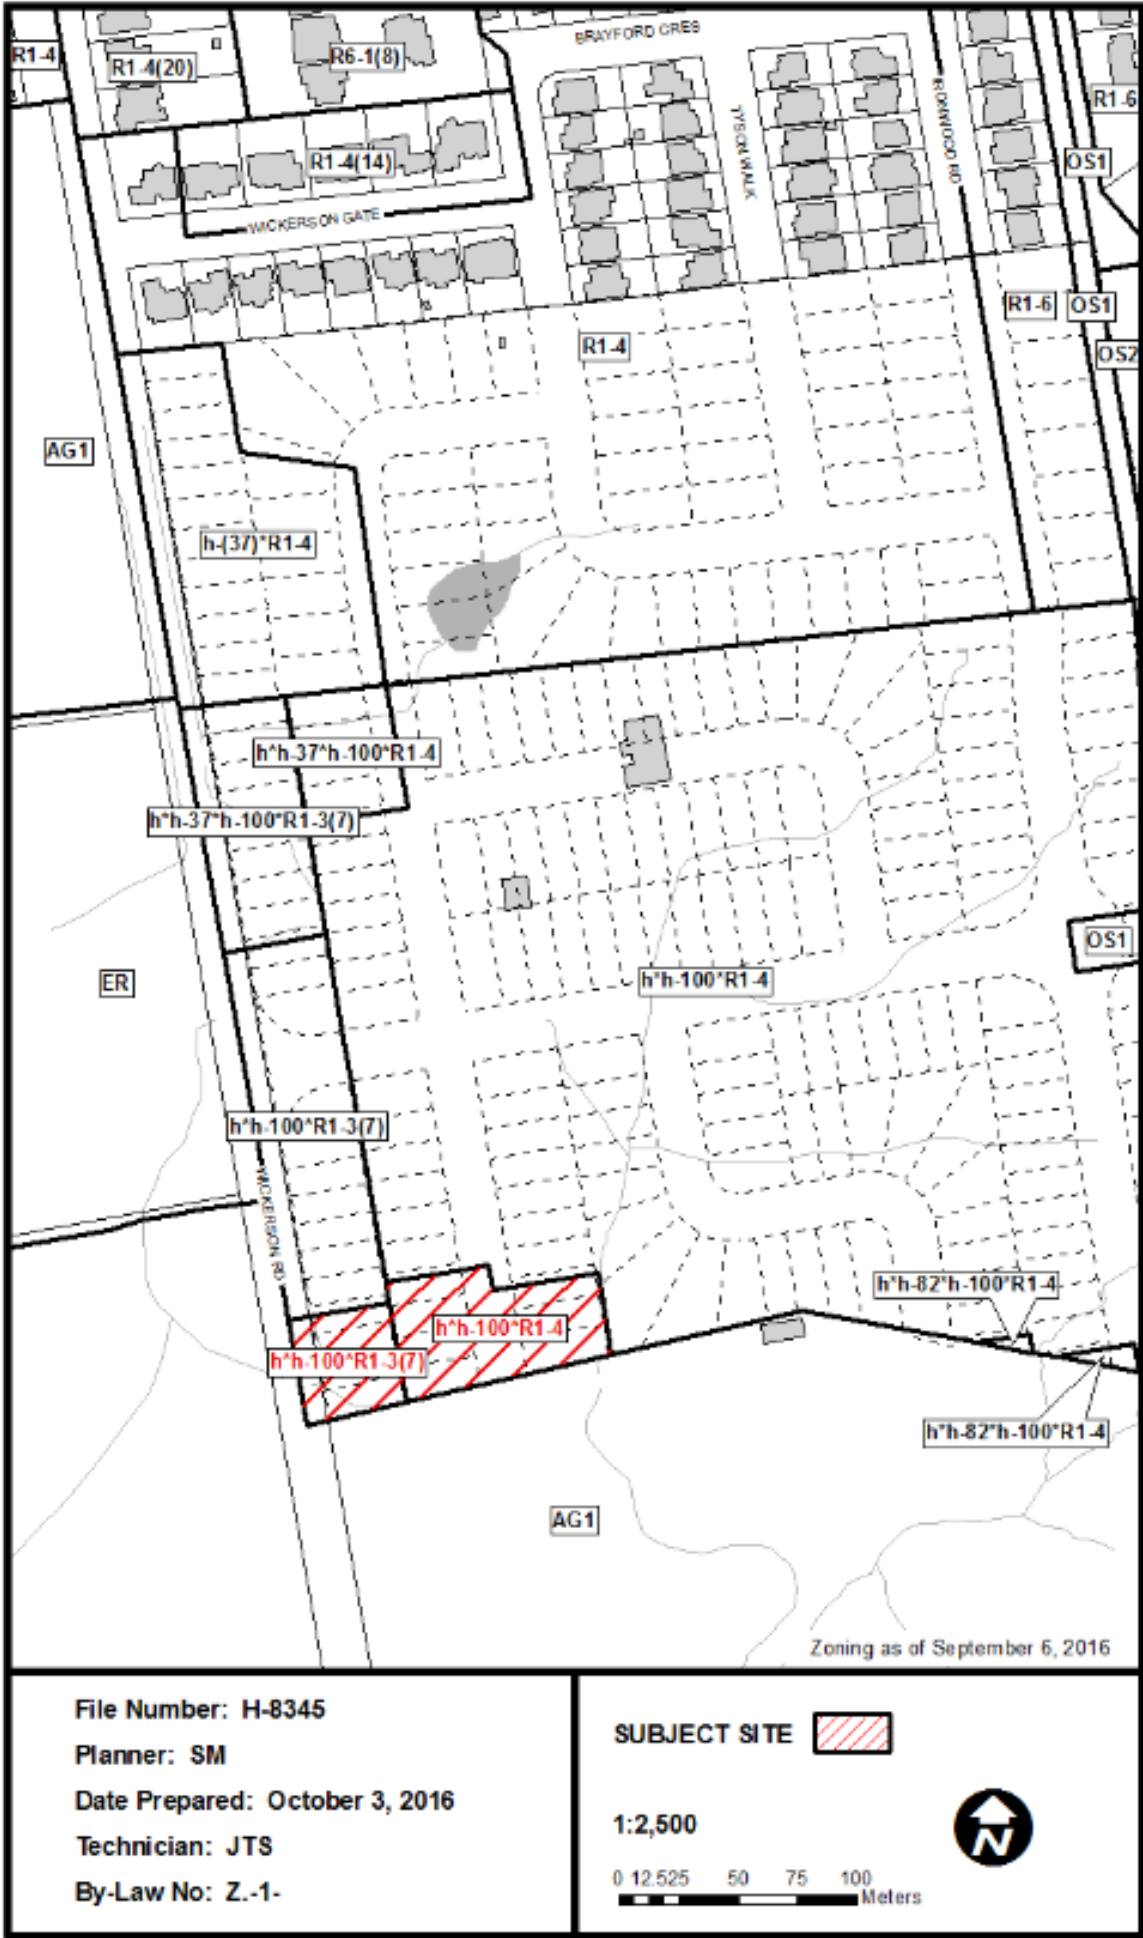 BRAYFORD CRES
R1-4
R1-4(20)
R6-1(8)
R1-6
TYSON WALK
IRONWOOD RD
R1-4(14)
OS1
WICKERSON GATE
R1-6
OS1
R1-4
OS2
AG1
h-(37)*R1-4
h*h-37*h-100*R1-4
h*h-37*h-100*R1-3(7)
OS1
ER
h*h-100*R1-4
h*h-100*R1-3(7)
WICKERSON RD
h*h-82*h-100*R1-4
h*h-100*R1-4
h*h-100*R1-3(7)
h*h-82*h-100*R1-4
AG1
Zoning as of September 6, 2016
File Number: H-8345
Planner: SM
Date Prepared: October 3, 2016
Technician: JTS
By-Law No: Z.-1-
SUBJECT SITE
1:2,500
N
0 12.525 50 75 100
Meters